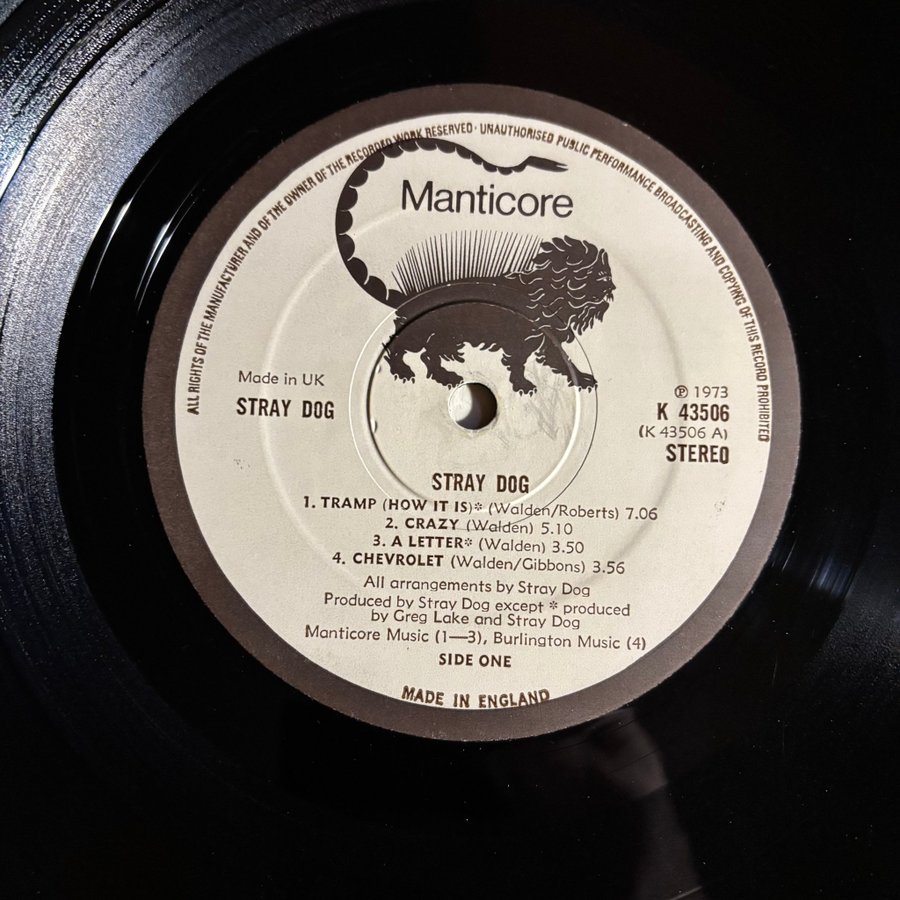 ALL RIGHTS OF THE MANUFACTURER AND OF THE OWNER OF THE RECORDED WORK RESERVED · UNAUTHORISED PUBLIC PERFORMANCE BROADCASTING AND COPYING OF THIS RECORD PROHIBITED
Manticore
Made in UK
STRAY DOG
℗ 1973
K 43506
(K 43506 A)
STEREO
STRAY DOG
1. TRAMP (HOW IT IS)* (Walden/Roberts) 7.06
2. CRAZY (Walden) 5.10
3. A LETTER* (Walden) 3.50
4. CHEVROLET (Walden/Gibbons) 3.56
All arrangements by Stray Dog
Produced by Stray Dog except * produced
by Greg Lake and Stray Dog
Manticore Music (1—3), Burlington Music (4)
SIDE ONE
MADE IN ENGLAND